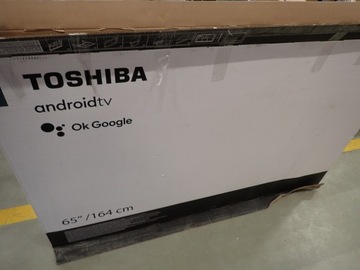 TOSHIBA
androidtv
Ok Google
65"/164 cm